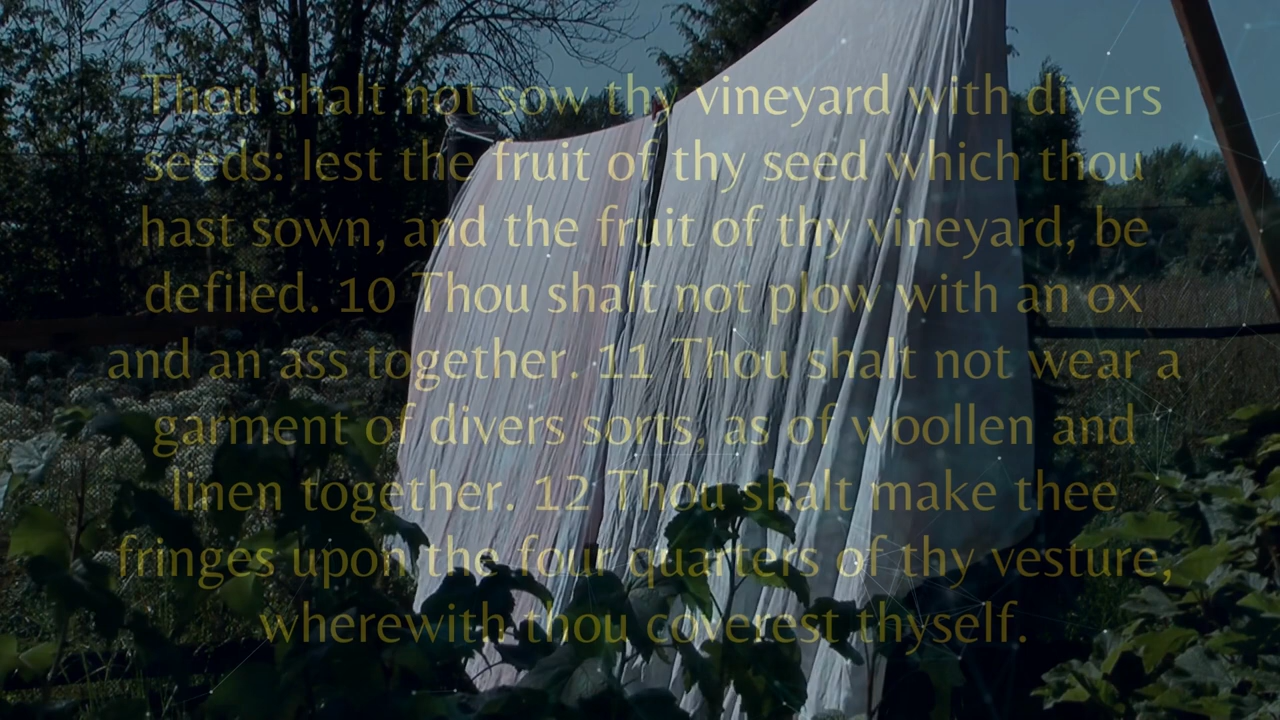 Thou shalt not sow thy vineyard with divers
seeds: lest the fruit of thy seed which thou
hast sown, and the fruit of thy vineyard, be
defiled. 10 Thou shalt not plow with an ox
and an ass together. 11 Thou shalt not wear a
garment of divers sorts, as of woollen and
linen together. 12 Thou shalt make thee
fringes upon the four quarters of thy vesture,
wherewith thou coverest thyself.